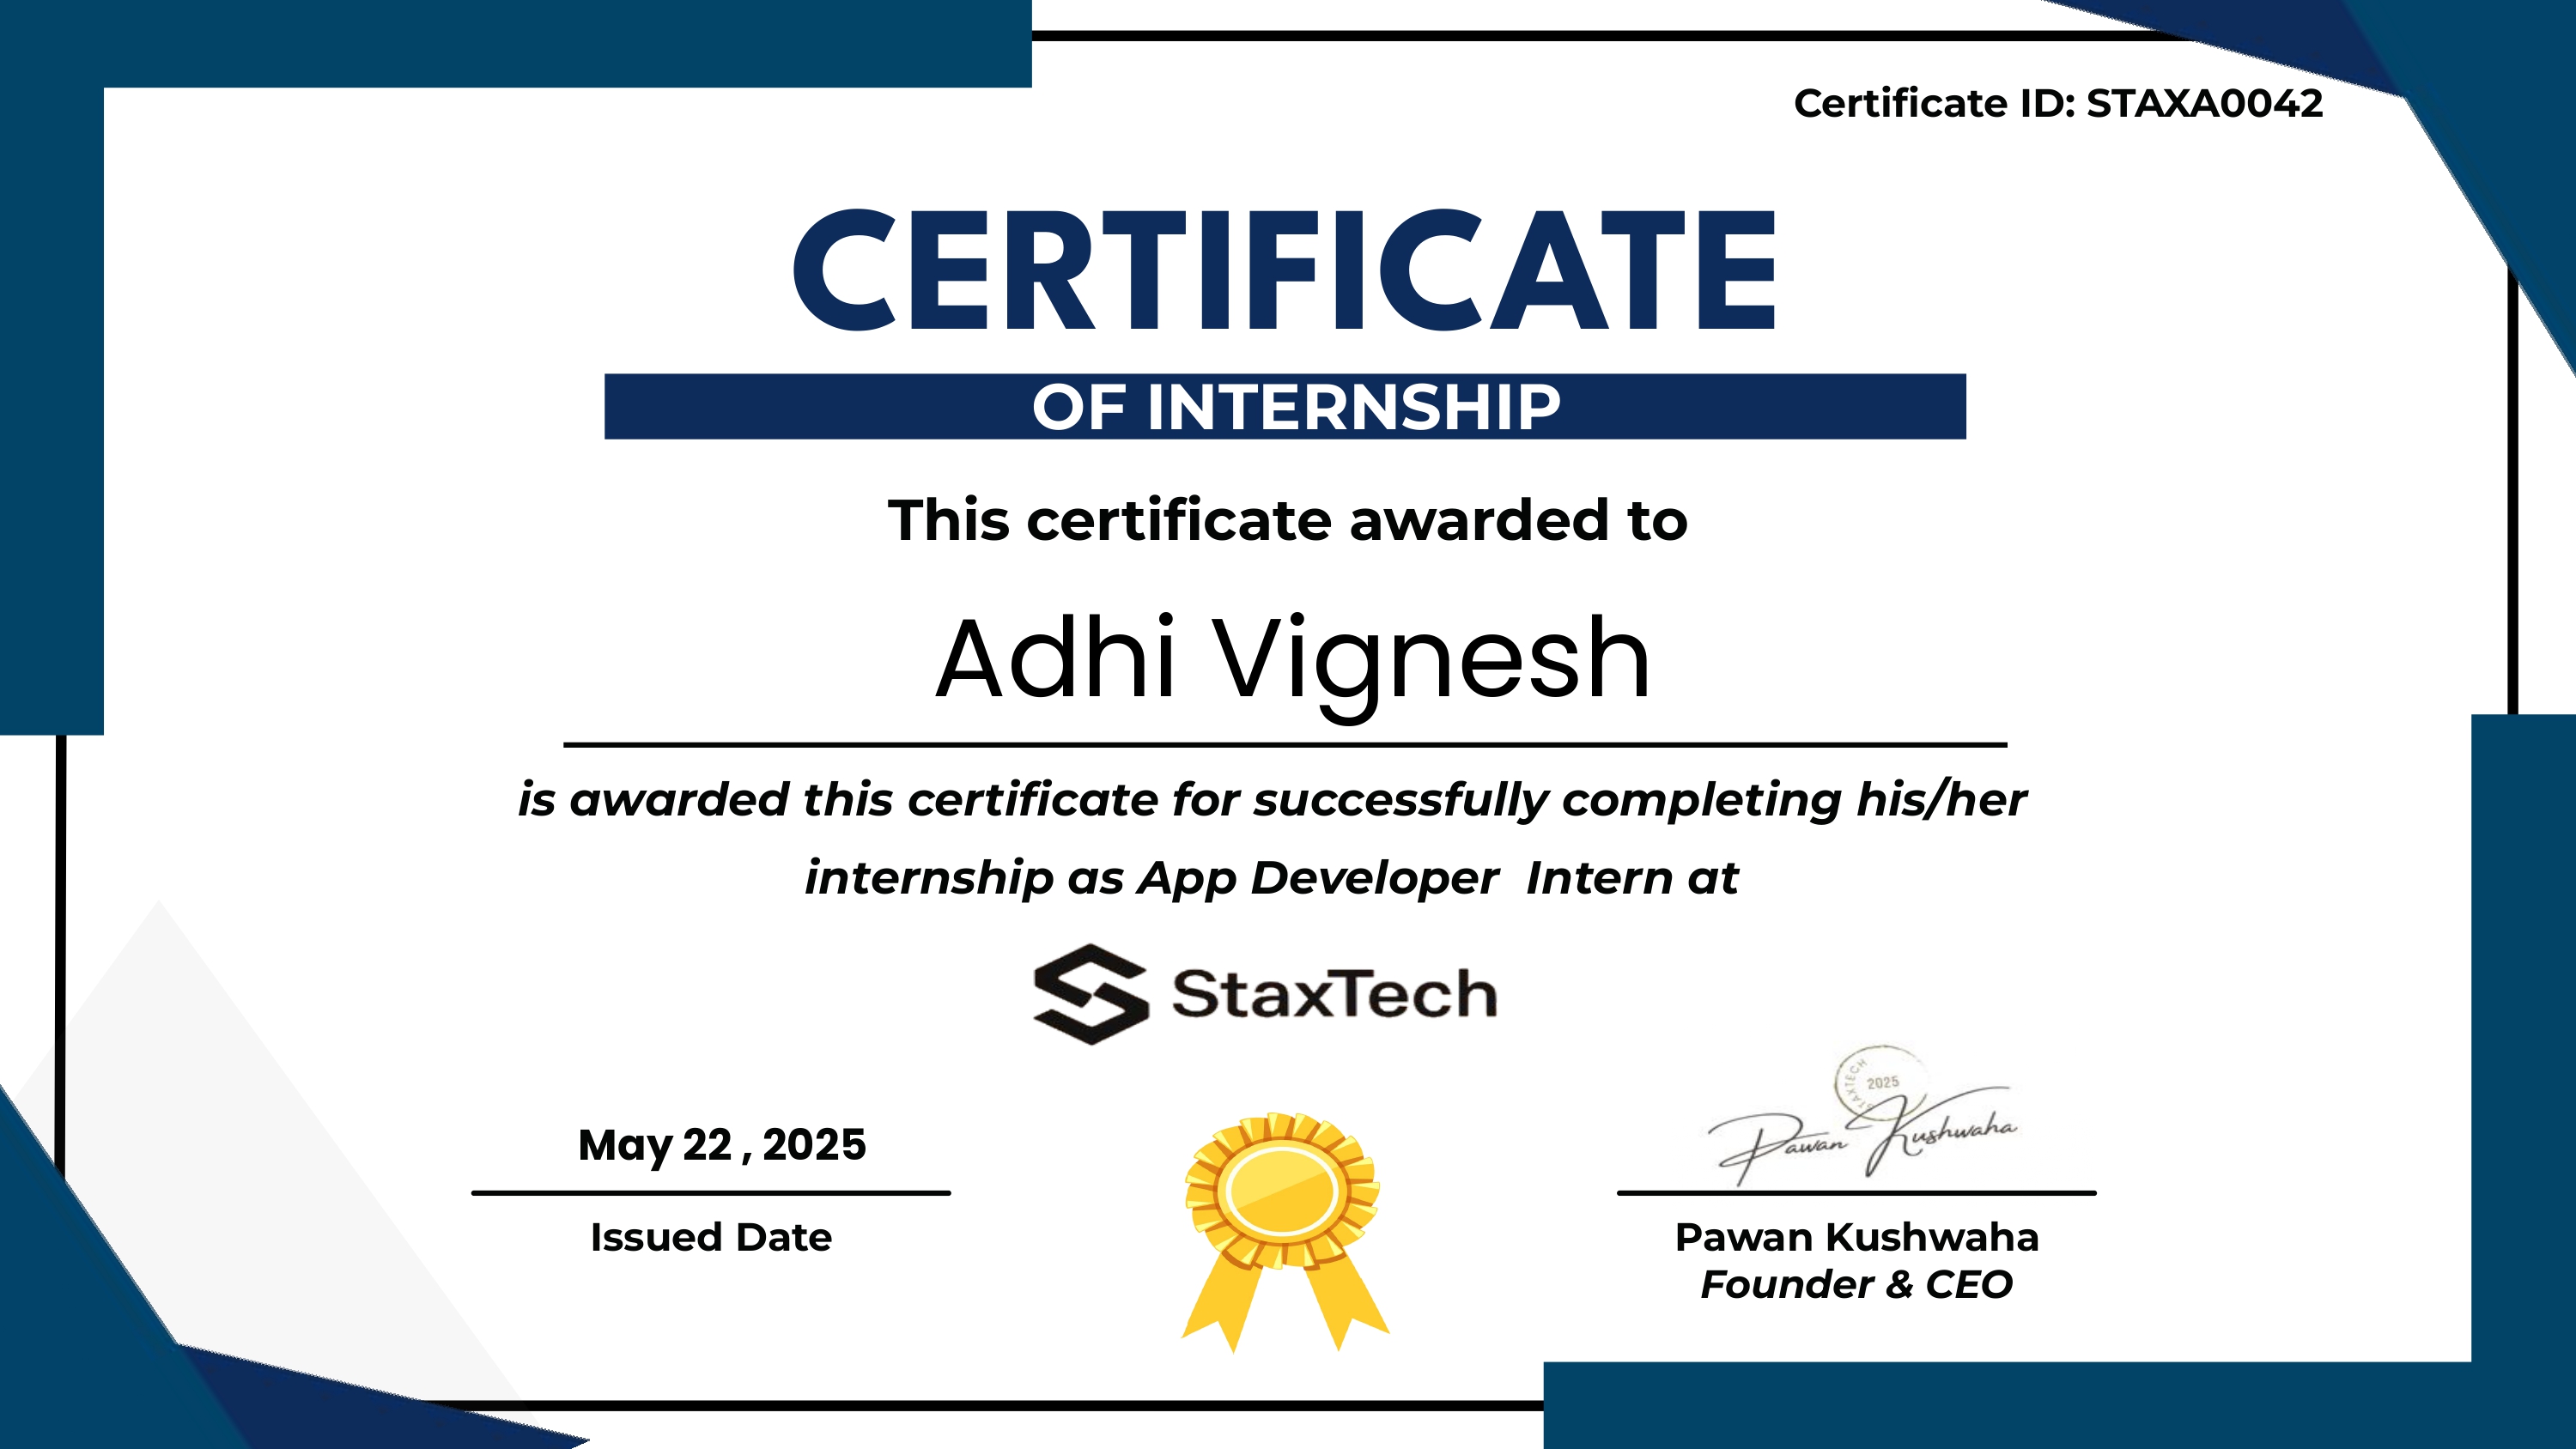 Certificate ID: STAXA0042
CERTIFICATE
OF INTERNSHIP
This certificate awarded to
Adhi Vignesh
is awarded this certificate for successfully completing his/her
internship as App Developer  Intern at
StaxTech
May 22 , 2025
Issued Date
STAXTECH
2025
Pawan Kushwaha
Pawan Kushwaha
Founder & CEO